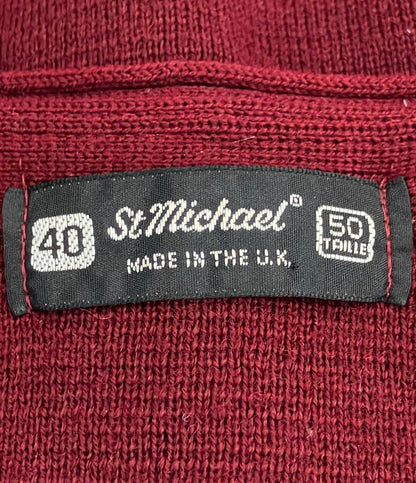 40 St Michael® 50
TAILLE
MADE IN THE U.K.